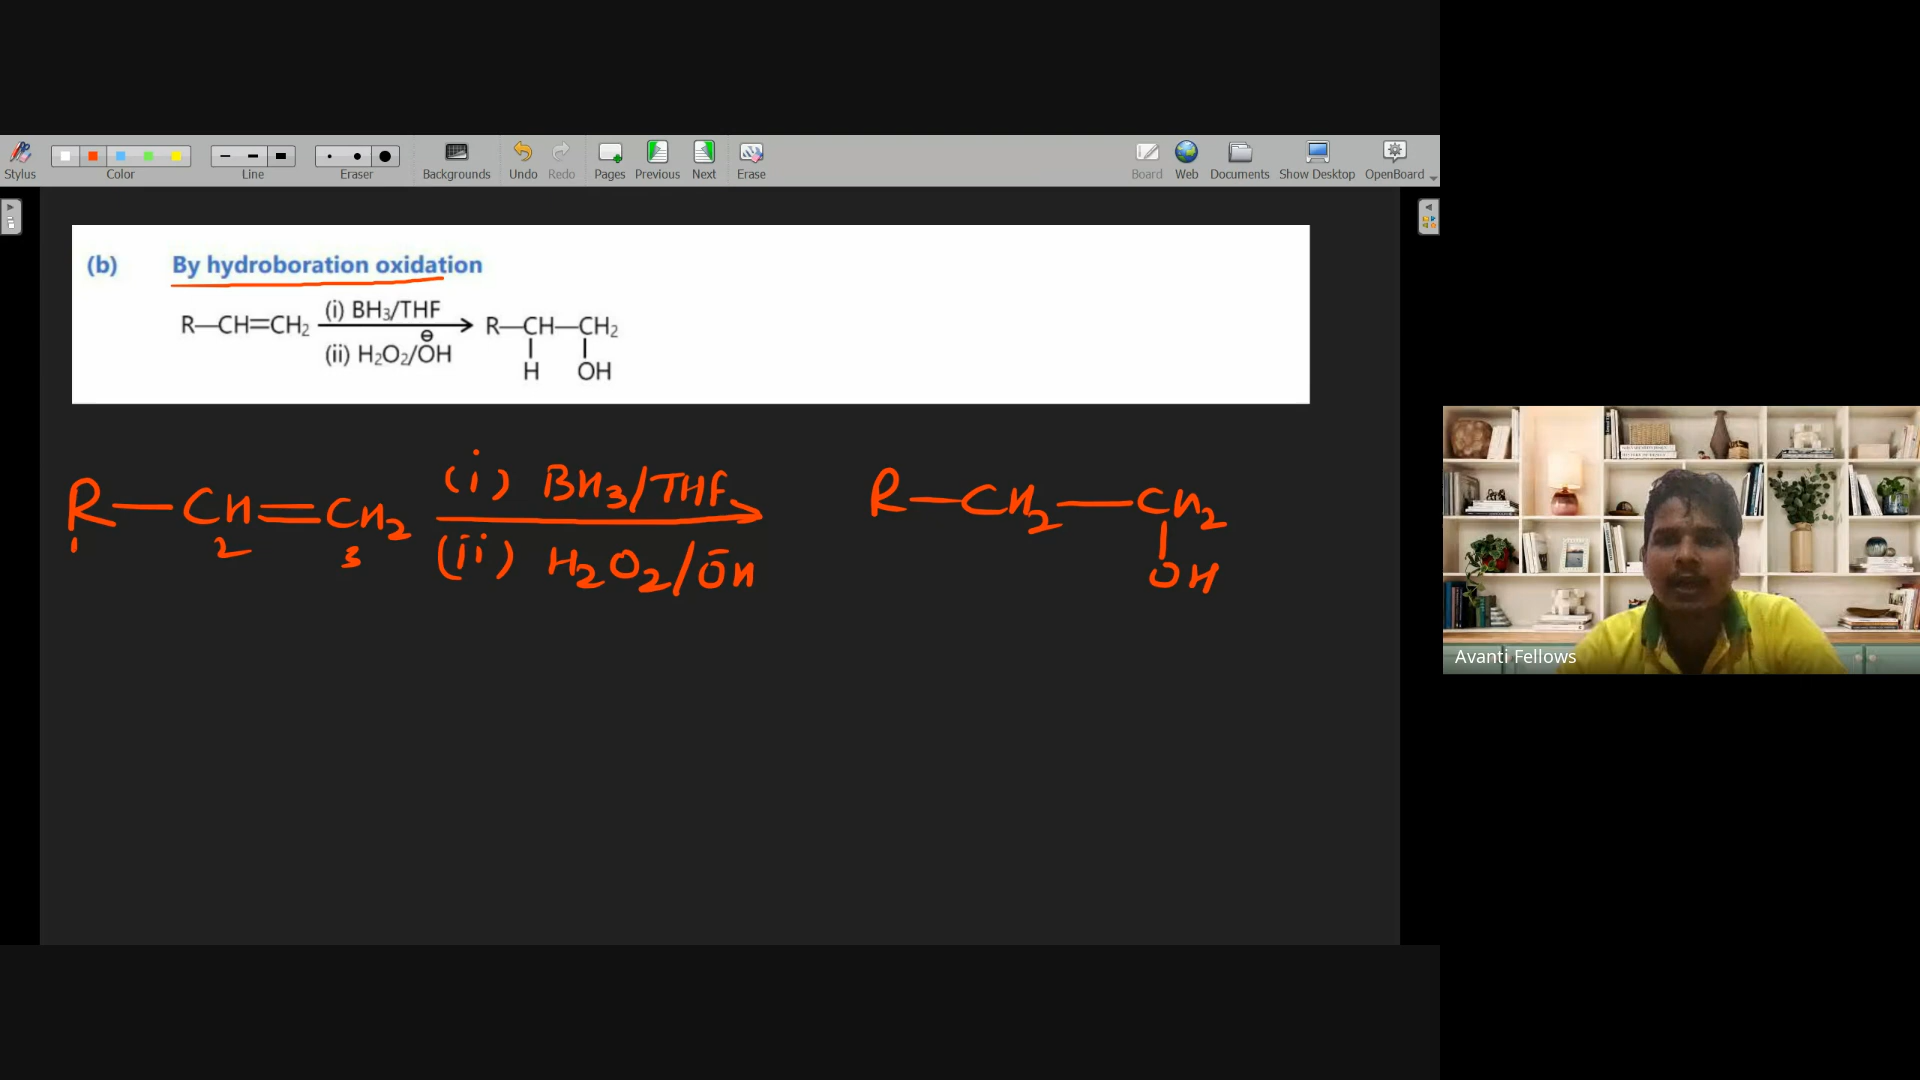 Stylus Color Line Eraser Backgrounds Undo Redo Pages Previous Next Erase Board Web Documents Show Desktop OpenBoard
(b) By hydroboration oxidation
(i) BH₃/THF
R—CH=CH₂ → R—CH—CH₂
(ii) H₂O₂/ΘOH
H OH
(i) BH₃/THF
R—CH=CH₂ → R—CH₂—CH₂
1 2 3
(ii) H₂O₂/ŌH
OH
Avanti Fellows